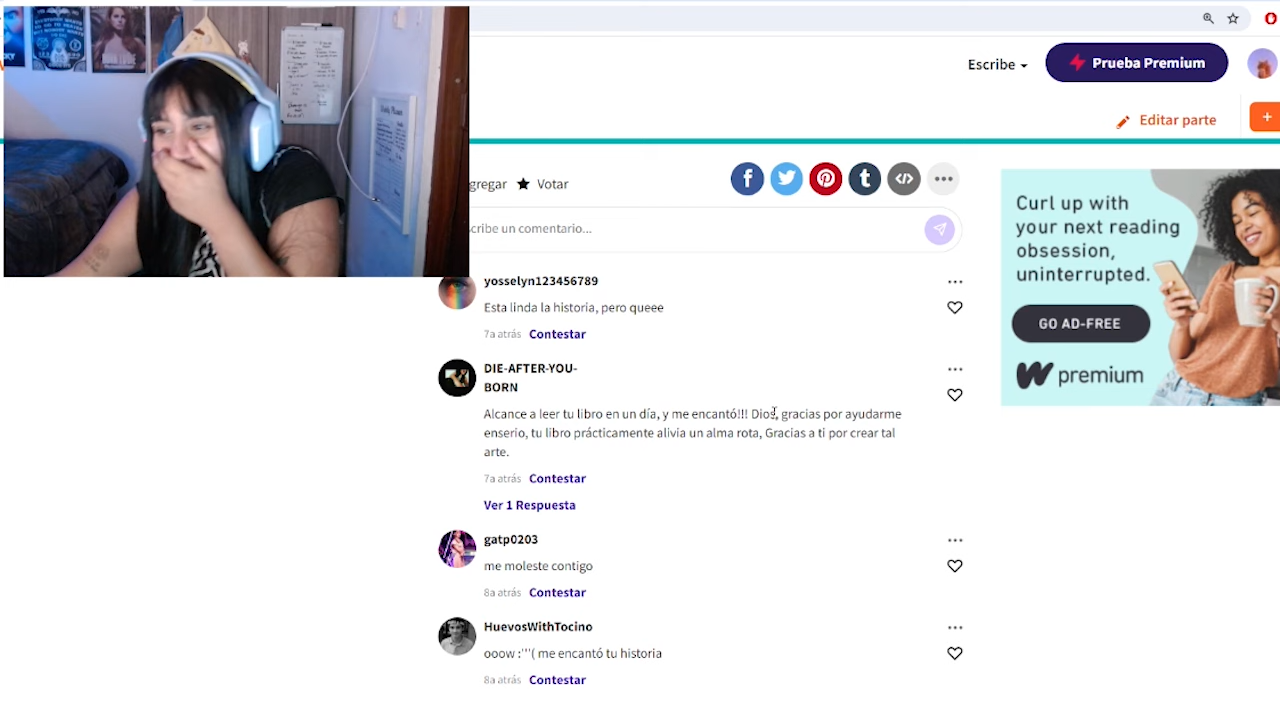 Escribe
Prueba Premium
Editar parte
gregar
Votar
cribe un comentario...
yosselyn123456789
Esta linda la historia, pero queee
7a atrás Contestar
DIE-AFTER-YOU-
BORN
Alcance a leer tu libro en un día, y me encantó!!! Dios, gracias por ayudarme
enserio, tu libro prácticamente alivia un alma rota, Gracias a ti por crear tal
arte.
7a atrás Contestar
Ver 1 Respuesta
gatp0203
me moleste contigo
8a atrás Contestar
HuevosWithTocino
ooow :'''( me encantó tu historia
8a atrás Contestar
Curl up with
your next reading
obsession,
uninterrupted.
GO AD-FREE
premium